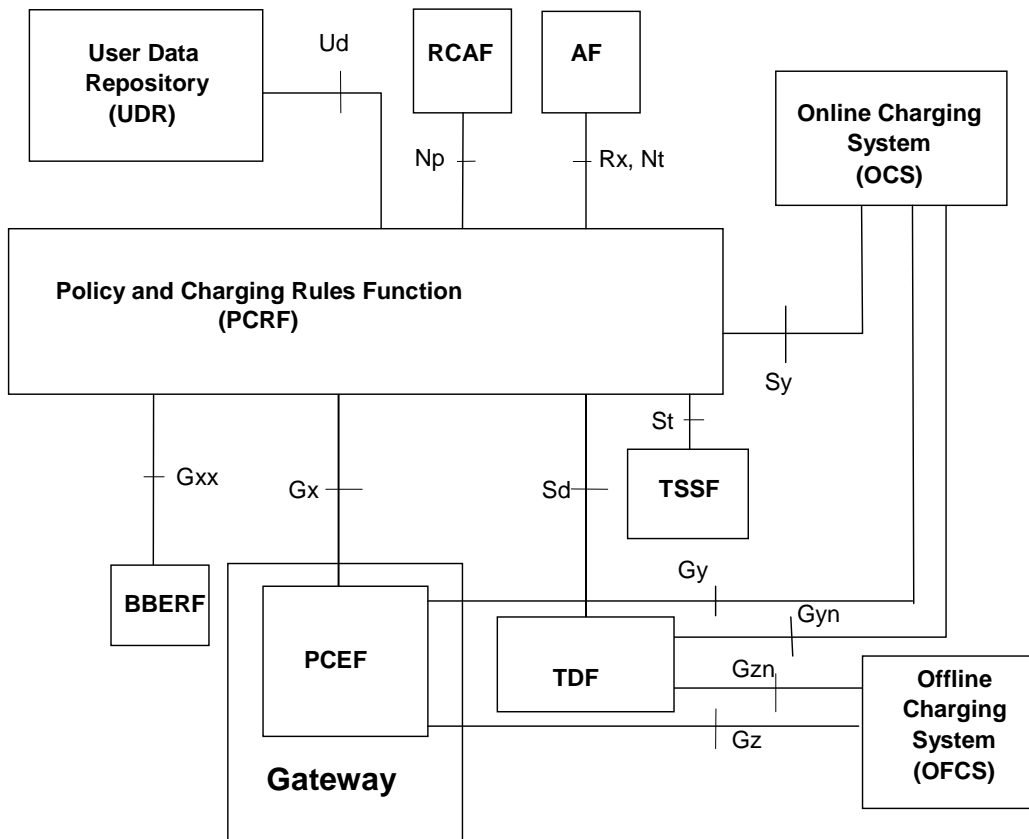 User Data
Repository
(UDR)
Ud
RCAF
AF
Online Charging
System
(OCS)
Np
Rx, Nt
Policy and Charging Rules Function
(PCRF)
Sy
St
Gxx
Gx
Sd
TSSF
BBERF
Gy
Gyn
PCEF
TDF
Gzn
Offline
Charging
System
(OFCS)
Gz
Gateway